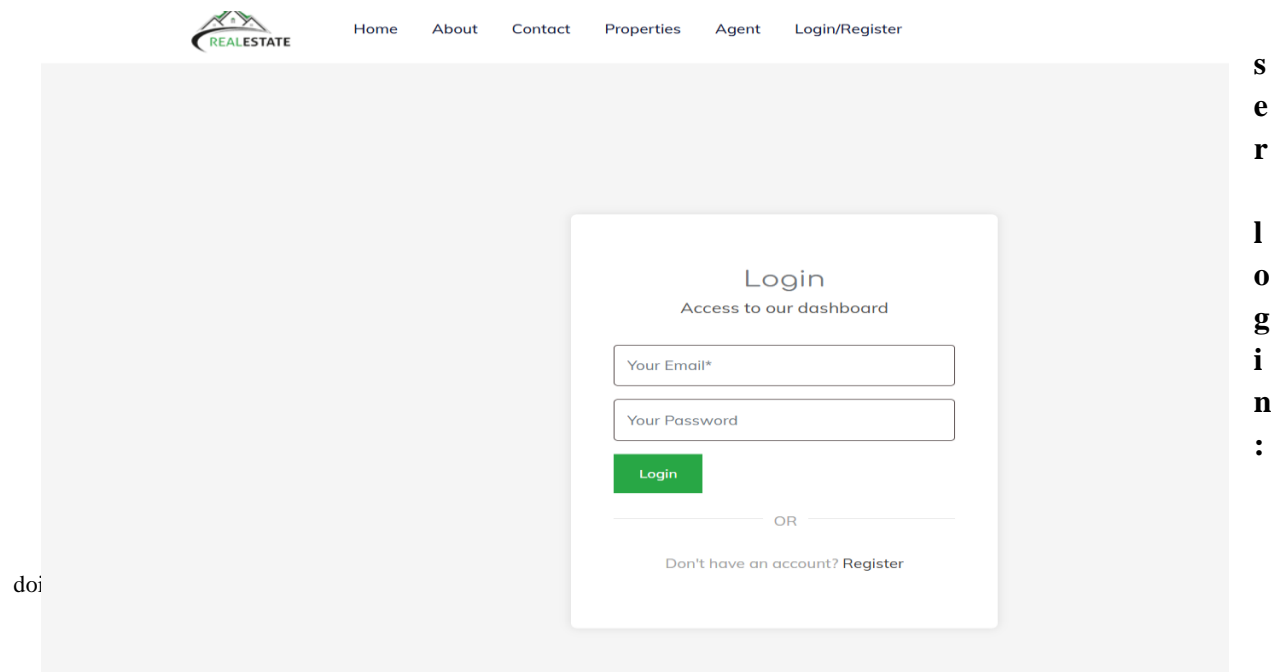 REALESTATE
Home About Contact Properties Agent Login/Register
s
e
r
l
o
g
i
n
:
Login
Access to our dashboard
Your Email*
Your Password
Login
OR
Don't have an account? Register
doi